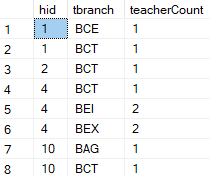 hid tbranch teacherCount
1 1 BCE 1
2 1 BCT 1
3 2 BCT 1
4 4 BCT 1
5 4 BEI 2
6 4 BEX 2
7 10 BAG 1
8 10 BCT 1